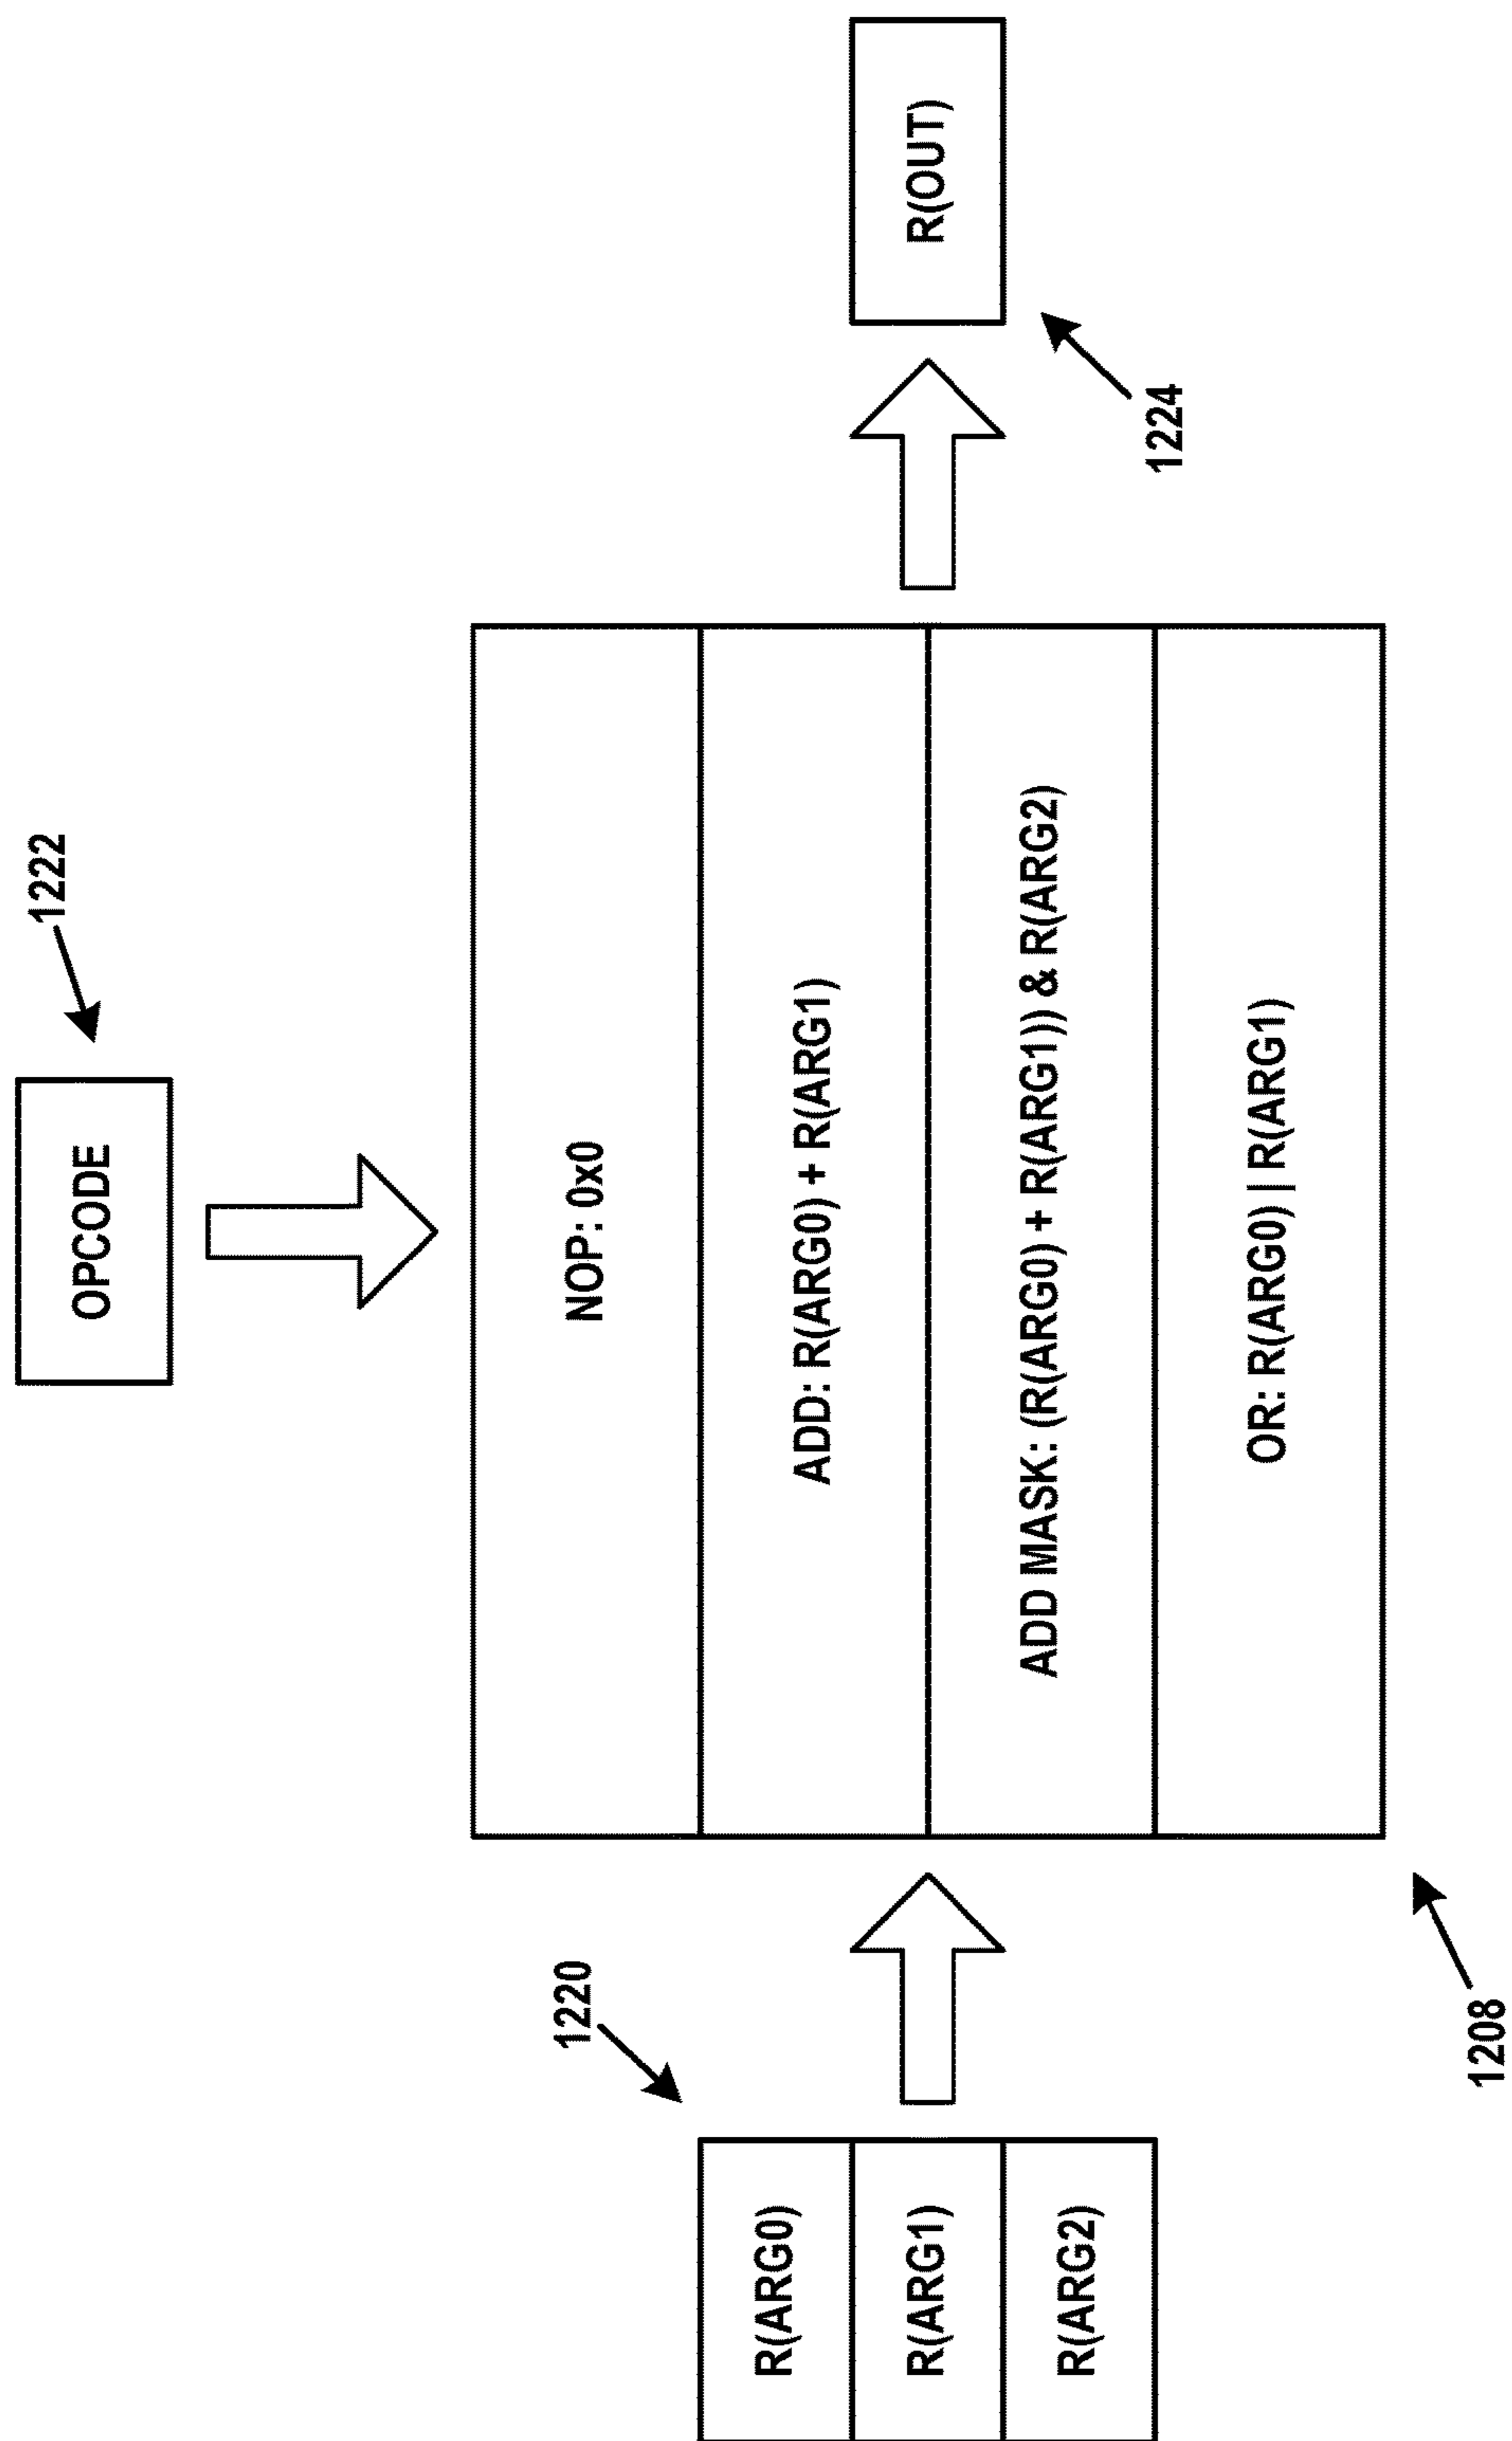 1222
OPCODE
1220
R(ARG0)
R(ARG1)
R(ARG2)
NOP: 0x0
ADD: R(ARG0) + R(ARG1)
ADD MASK: (R(ARG0) + R(ARG1)) & R(ARG2)
OR: R(ARG0) | R(ARG1)
R(OUT)
1224
1208